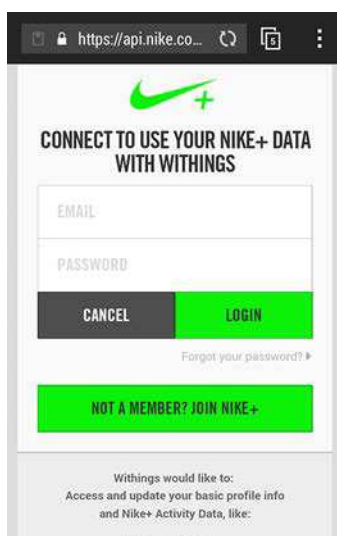 https://api.nike.co... 5
CONNECT TO USE YOUR NIKE+ DATA
WITH WITHINGS
EMAIL
PASSWORD
CANCEL LOGIN
Forgot your password?
NOT A MEMBER? JOIN NIKE+
Withings would like to:
Access and update your basic profile info
and Nike+ Activity Data, like: